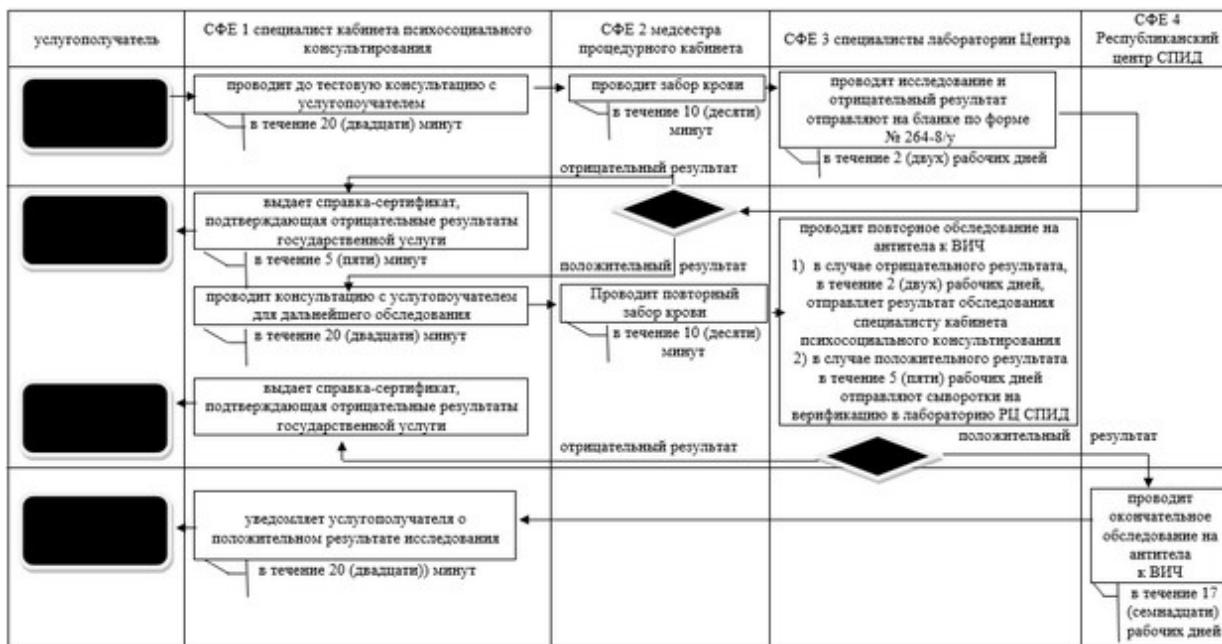 услугополучатель
СФЕ 1 специалист кабинета психосоциального
консультирования
СФЕ 2 медсестра
процедурного кабинета
СФЕ 3 специалисты лаборатории Центра
СФЕ 4
Республиканский
центр СПИД
проводит до тестовую консультацию с
услугопоучателем
в течение 20 (двадцати) минут
проводит забор крови
в течение 10 (десяти)
минут
проводят исследование и
отрицательный результат
отправляют на бланке по форме
№ 264-8/у
в течение 2 (двух) рабочих дней
отрицательный результат
выдает справка-сертификат,
подтверждающая отрицательные результаты
государственной услуги
в течение 5 (пяти) минут
положительный результат
проводит консультацию с услугопоучателем
для дальнейшего обследования
в течение 20 (двадцати) минут
Проводит повторный
забор крови
в течение 10 (десяти)
минут
проводят повторное обследование на
антитела к ВИЧ
1) в случае отрицательного результата,
в течение 2 (двух) рабочих дней,
отправляет результат обследования
специалисту кабинета
психосоциального консультирования
2) в случае положительного результата
в течение 5 (пяти) рабочих дней
отправляют сыворотки на
верификацию в лабораторию РЦ СПИД
выдает справка-сертификат,
подтверждающая отрицательные результаты
государственной услуги
отрицательный результат
положительный результат
уведомляет услугополучателя о
положительном результате исследования
в течение 20 (двадцати)) минут
проводит
окончательное
обследование на
антитела
к ВИЧ
в течение 17
(семнадцати)
рабочих дней